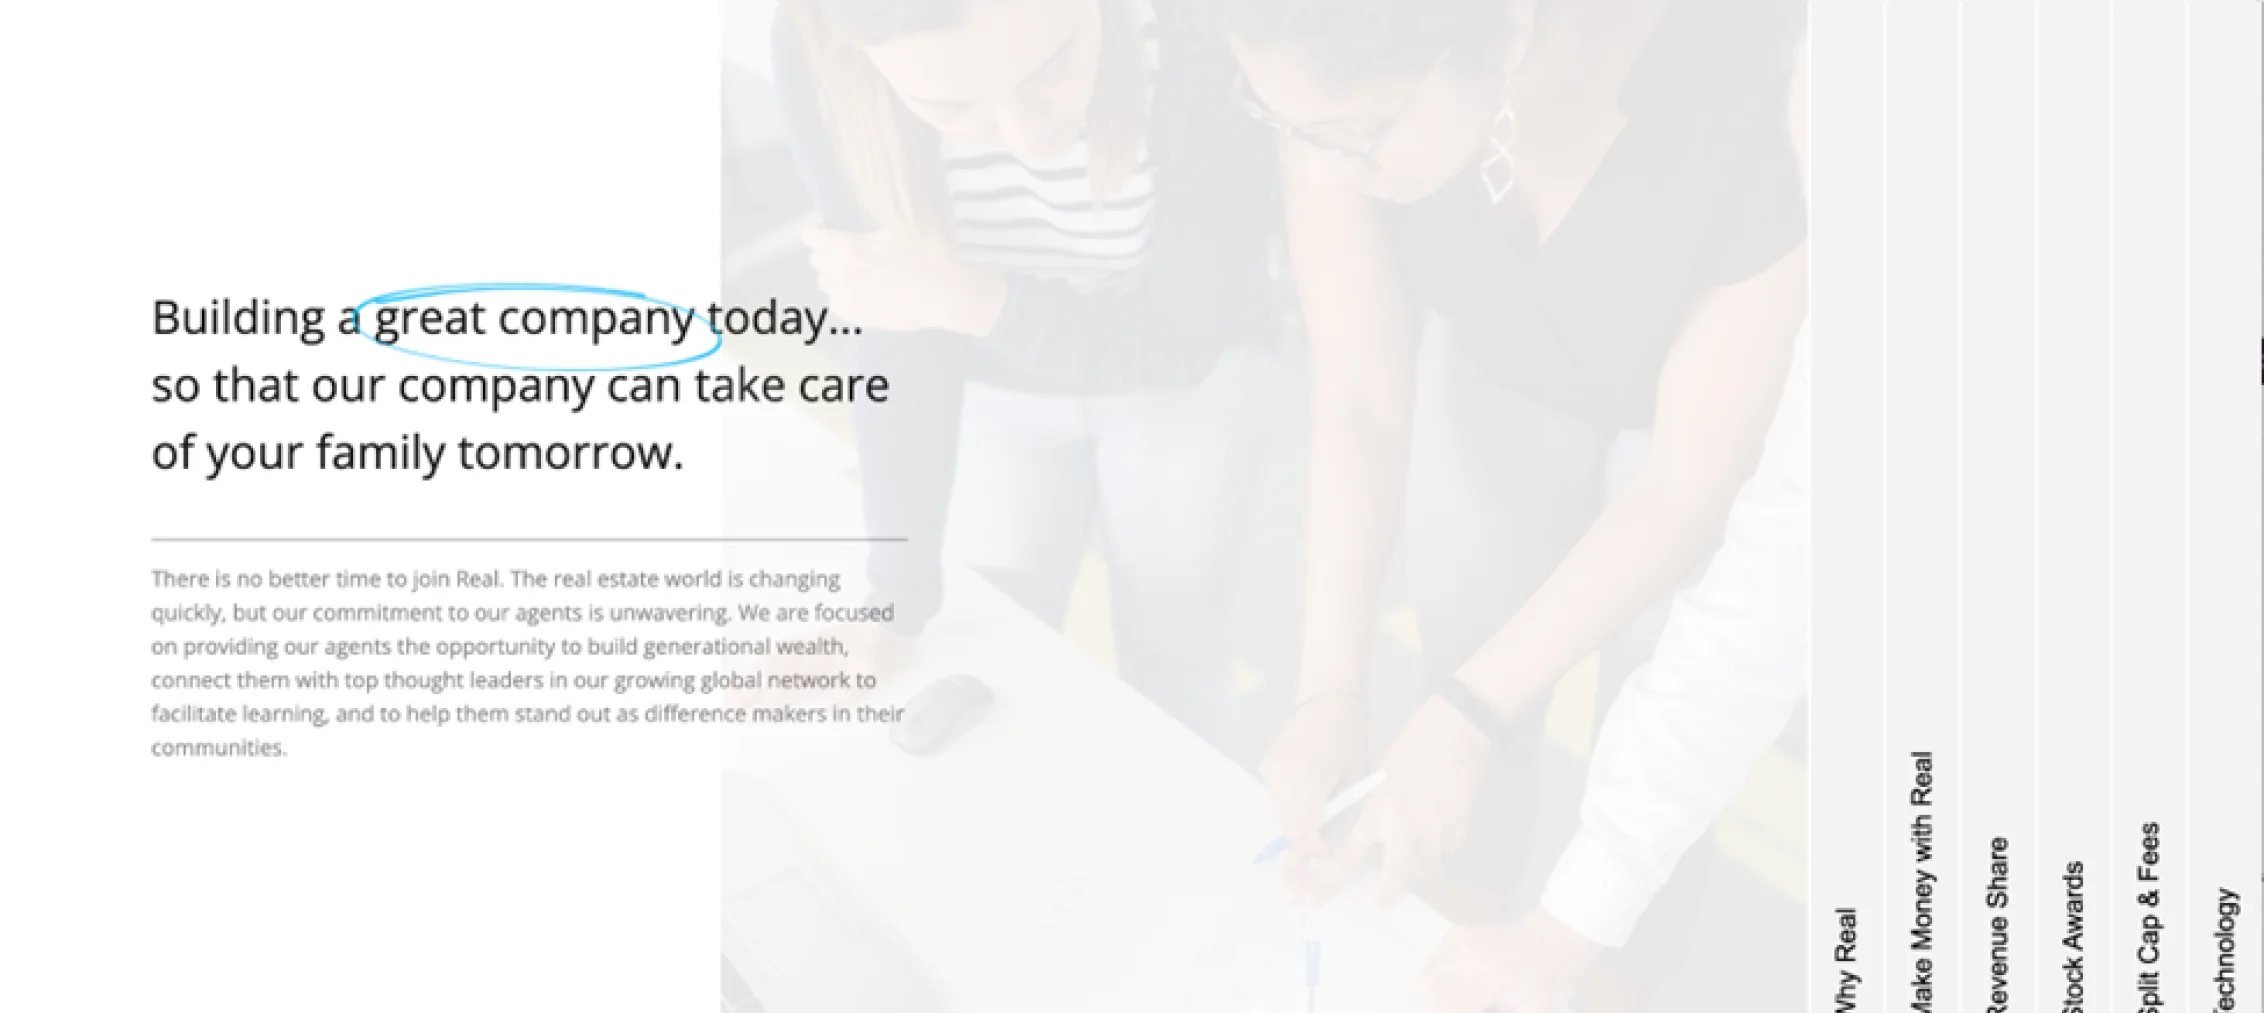 Building a great company today...
so that our company can take care
of your family tomorrow.
There is no better time to join Real. The real estate world is changing
quickly, but our commitment to our agents is unwavering. We are focused
on providing our agents the opportunity to build generational wealth,
connect them with top thought leaders in our growing global network to
facilitate learning, and to help them stand out as difference makers in their
communities.
Why Real
Make Money with Real
Revenue Share
Stock Awards
Split Cap & Fees
Technology